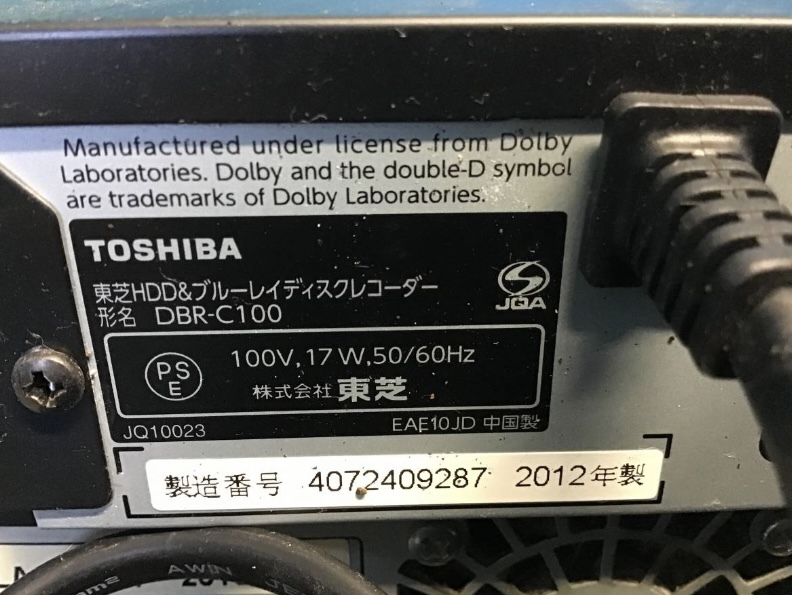 Manufactured under license from Dolby
Laboratories. Dolby and the double-D symbol
are trademarks of Dolby Laboratories.
TOSHIBA
東芝HDD&ブルーレイディスクレコーダー
JQA
形名 DBR-C100
PS
E
100V,17W,50/60Hz
株式会社 東芝
JQ10023
EAE10JD 中国製
製造番号 4072409287 2012年製
AWIN